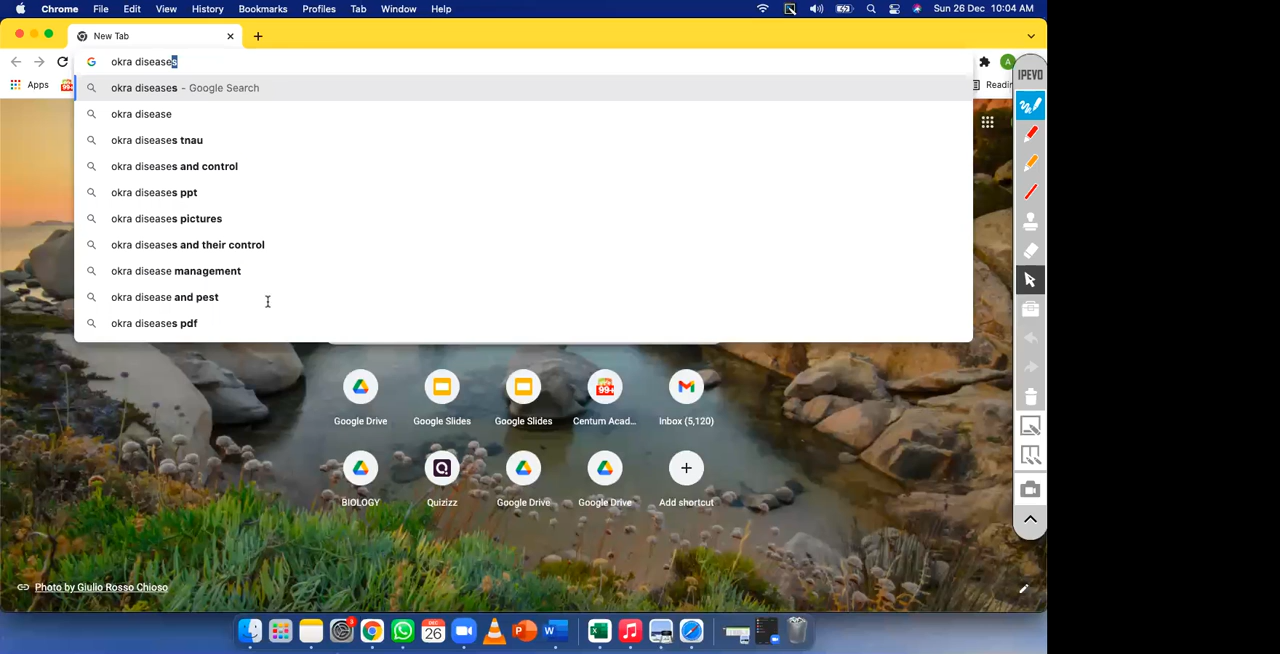 Chrome File Edit View History Bookmarks Profiles Tab Window Help Sun 26 Dec 10:04 AM
New Tab
okra diseases
Apps
okra diseases - Google Search
Readin
IPEVO
A
okra disease
okra diseases tnau
okra diseases and control
okra diseases ppt
okra diseases pictures
okra diseases and their control
okra disease management
okra disease and pest
okra diseases pdf
99+
Google Drive Google Slides Google Slides Centum Acad... Inbox (5,120)
BIOLOGY Quizizz Google Drive Google Drive Add shortcut
Photo by Giulio Rosso Chioso
DEC
26
P
W
X
3